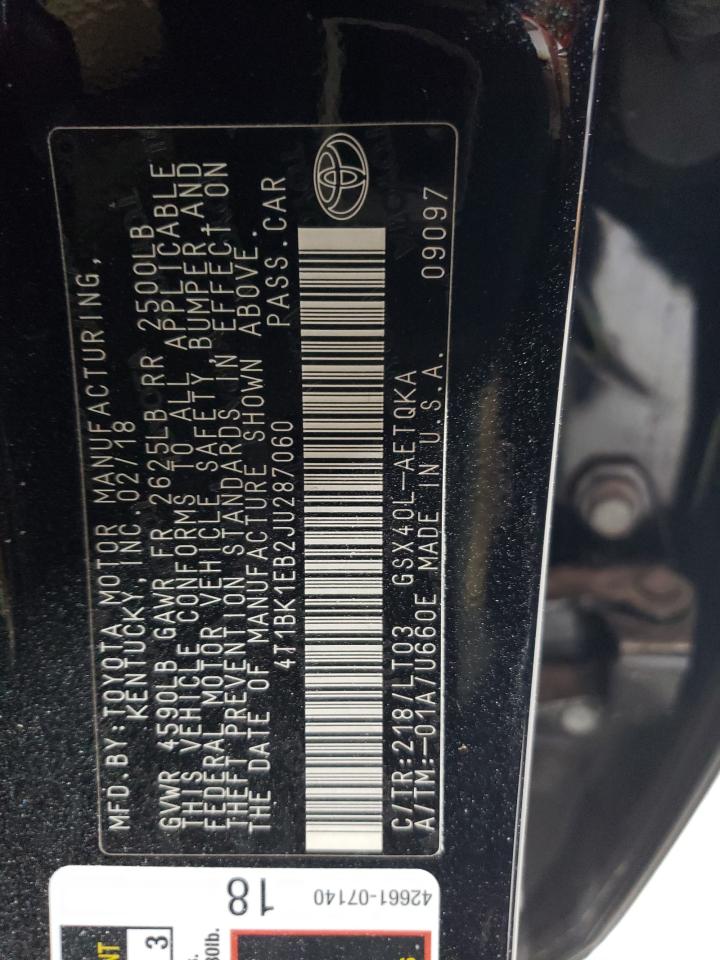 MFD.BY:TOYOTA MOTOR MANUFACTURING,
KENTUCKY, INC.02/18
GVWR 4590LB GAWR FR 2625LB RR 2500LB
THIS VEHICLE CONFORMS TO ALL APPLICABLE
FEDERAL MOTOR VEHICLE SAFETY,BUMPER,AND
THEFT PREVENTION STANDARDS IN EFFECT ON
THE DATE OF MANUFACTURE SHOWN ABOVE.
4T1BK1EB2JU287060 PASS.CAR
C/TR:218/LT03 GSX40L-AETQKA
A/TM:-01A/U660E MADE IN U.S.A. 09097
18
42661-07140
3